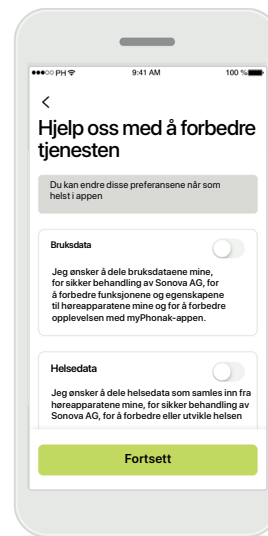 ●●●○○ PH 9:41 AM 100 %
Hjelp oss med å forbedre
tjenesten
Du kan endre disse preferansene når som
helst i appen
Bruksdata
Jeg ønsker å dele bruksdataene mine,
for sikker behandling av Sonova AG, for
å forbedre funksjonene og egenskapene
til høreapparatene mine og for å forbedre
opplevelsen med myPhonak-appen.
Helsedata
Jeg ønsker å dele helsedata som samles inn fra
høreapparatene mine, for sikker behandling av
Sonova AG, for å forbedre eller utvikle helsen
Fortsett